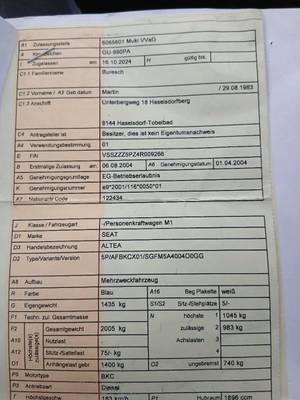 A1 Zulassungsstelle 6065601 Muki VVaG
A Kennzeichen GU-990PA
I Zugelassen am 16.10.2024 H gültig bis
C1.1 Familienname Buresch
C1.2 Vorname / A3 Geb.datum Martin / 29.08.1983
C1.3 Anschrift Unterbergweg 18 Haselsdorfberg
8144 Haselsdorf-Tobelbad
C4 Antragsteller ist Besitzer, dies ist kein Eigentumsnachweis
A4 Verwendungsbestimmung 01
E FIN VSSZZZ5PZ4R009266
B Erstmalige Zulassung am 06.08.2004 A6 Genehmigungsdatum 01.04.2004
A5 Genehmigungsgrundlage EG-Betriebserlaubnis
K Genehmigungsnummer e9*2001/116*0050*01
A7 Nationaler Code 122434
J Klasse / Fahrzeugart -/Personenkraftwagen M1
D1 Marke SEAT
D3 Handelsbezeichnung ALTEA
D2 Type/Variante/Version 5P/AFBKCX01/SGFM5A4004O0GG
A8 Aufbau Mehrzweckfahrzeug
R Farbe Blau A16 Beg.Plakette weiß
G Eigengewicht 1435 kg S1/S2 Sitz-/Stehplätze 5/-
F1 Techn. zul. Gesamtmasse N höchste 1 1045 kg
F2 Gesamtgewicht 2005 kg zulässige 2 983 kg
A10 Nutzlast Achslasten 3
A12 Stütz-/Sattellast 75/- kg 4
O1 Anhängelast gebr. 1400 kg O2 ungebremst 740 kg
P5 Motortype BKC
P3 Antriebsart Diesel
T Höchstgeschw. 183 km/h P1 Hubraum 1896 ccm